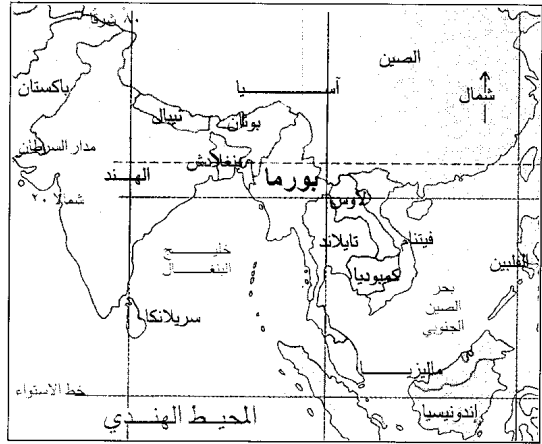 ٨٠ شرقا
الصين
باكستان
آسيا
شمال
نيبال
بوتان
مدار السرطان
بنغلادش
الهند
بورما
شمالا ٢٠
لاوس
تايلاند
فيتنام
خليج
البنغال
الفلبين
كمبوديا
بحر
الصين
الجنوبي
سريلانكا
ماليزيا
خط الاستواء
المحيط الهندي
إندونيسيا